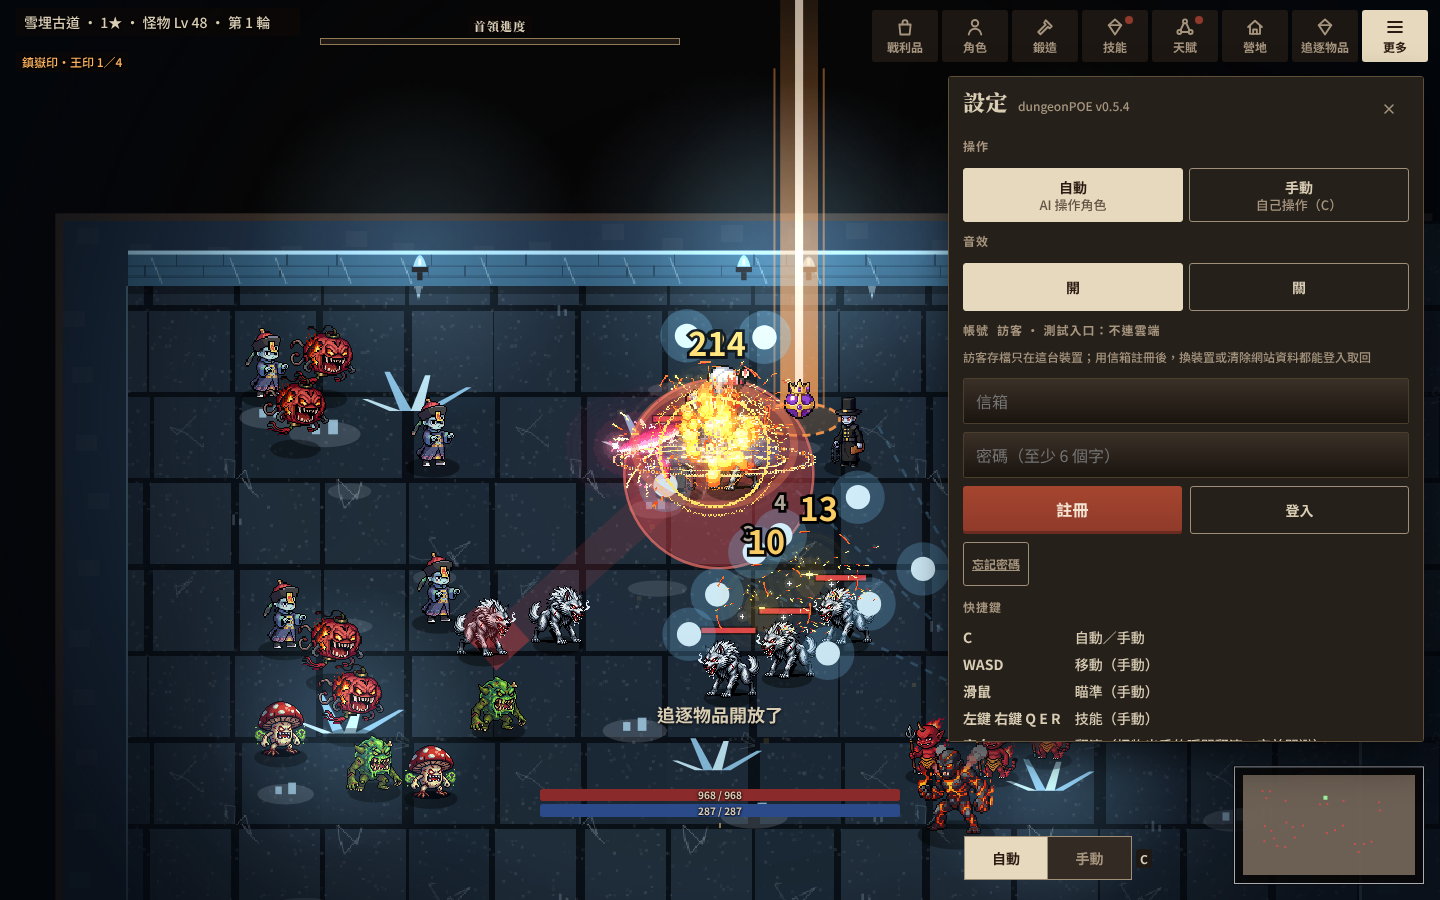 雪埋古道 • 1★ • 怪物 Lv 48 • 第 1 輪
鎮嶽印・王印 1／4
首領進度
戰利品
角色
鍛造
技能
天賦
營地
追逐物品
更多
設定 dungeonPOE v0.5.4
操作
自動
AI 操作角色
手動
自己操作（C）
音效
開
關
帳號 訪客 • 測試入口：不連雲端
訪客存檔只在這台裝置；用信箱註冊後，換裝置或清除網站資料都能登入取回
信箱
密碼（至少 6 個字）
註冊
登入
忘記密碼
快捷鍵
C 自動／手動
WASD 移動（手動）
滑鼠 瞄準（手動）
左鍵 右鍵 Q E R 技能（手動）
214
4
13
10
追逐物品開放了
968 / 968
287 / 287
自動
手動
C